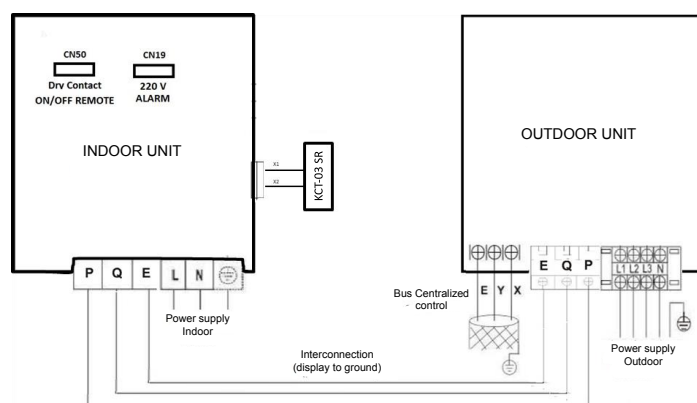 CN50
Dry Contact
ON/OFF REMOTE
CN19
220 V
ALARM
INDOOR UNIT
X1
X2
KCT-03 SR
P Q E L N
Power supply
Indoor
OUTDOOR UNIT
E Y X
Bus Centralized
control
E Q P
L1 L2 L3 N
Power supply
Outdoor
Interconnection
(display to ground)